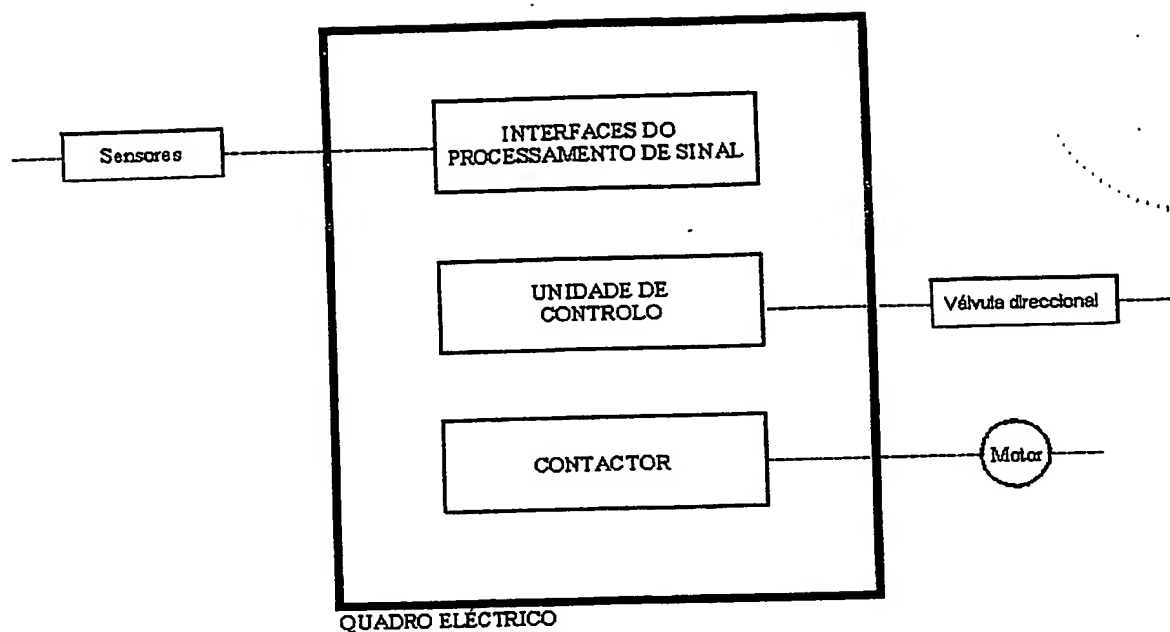 INTERFACES DO
PROCESSAMENTO DE SINAL
Sensores
UNIDADE DE
CONTROLO
Válvula direccional
CONTACTOR
Motor
QUADRO ELÉCTRICO